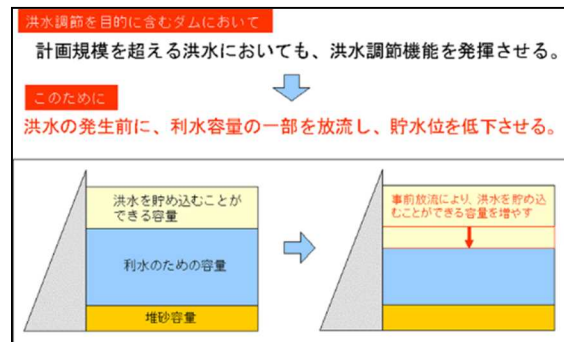 洪水調節を目的に含むダムにおいて
計画規模を超える洪水においても、洪水調節機能を発揮させる。
このために
洪水の発生前に、利水容量の一部を放流し、貯水位を低下させる。
洪水を貯め込むことが
できる容量
利水のための容量
堆砂容量
事前放流により、洪水を貯め込
むことができる容量を増やす